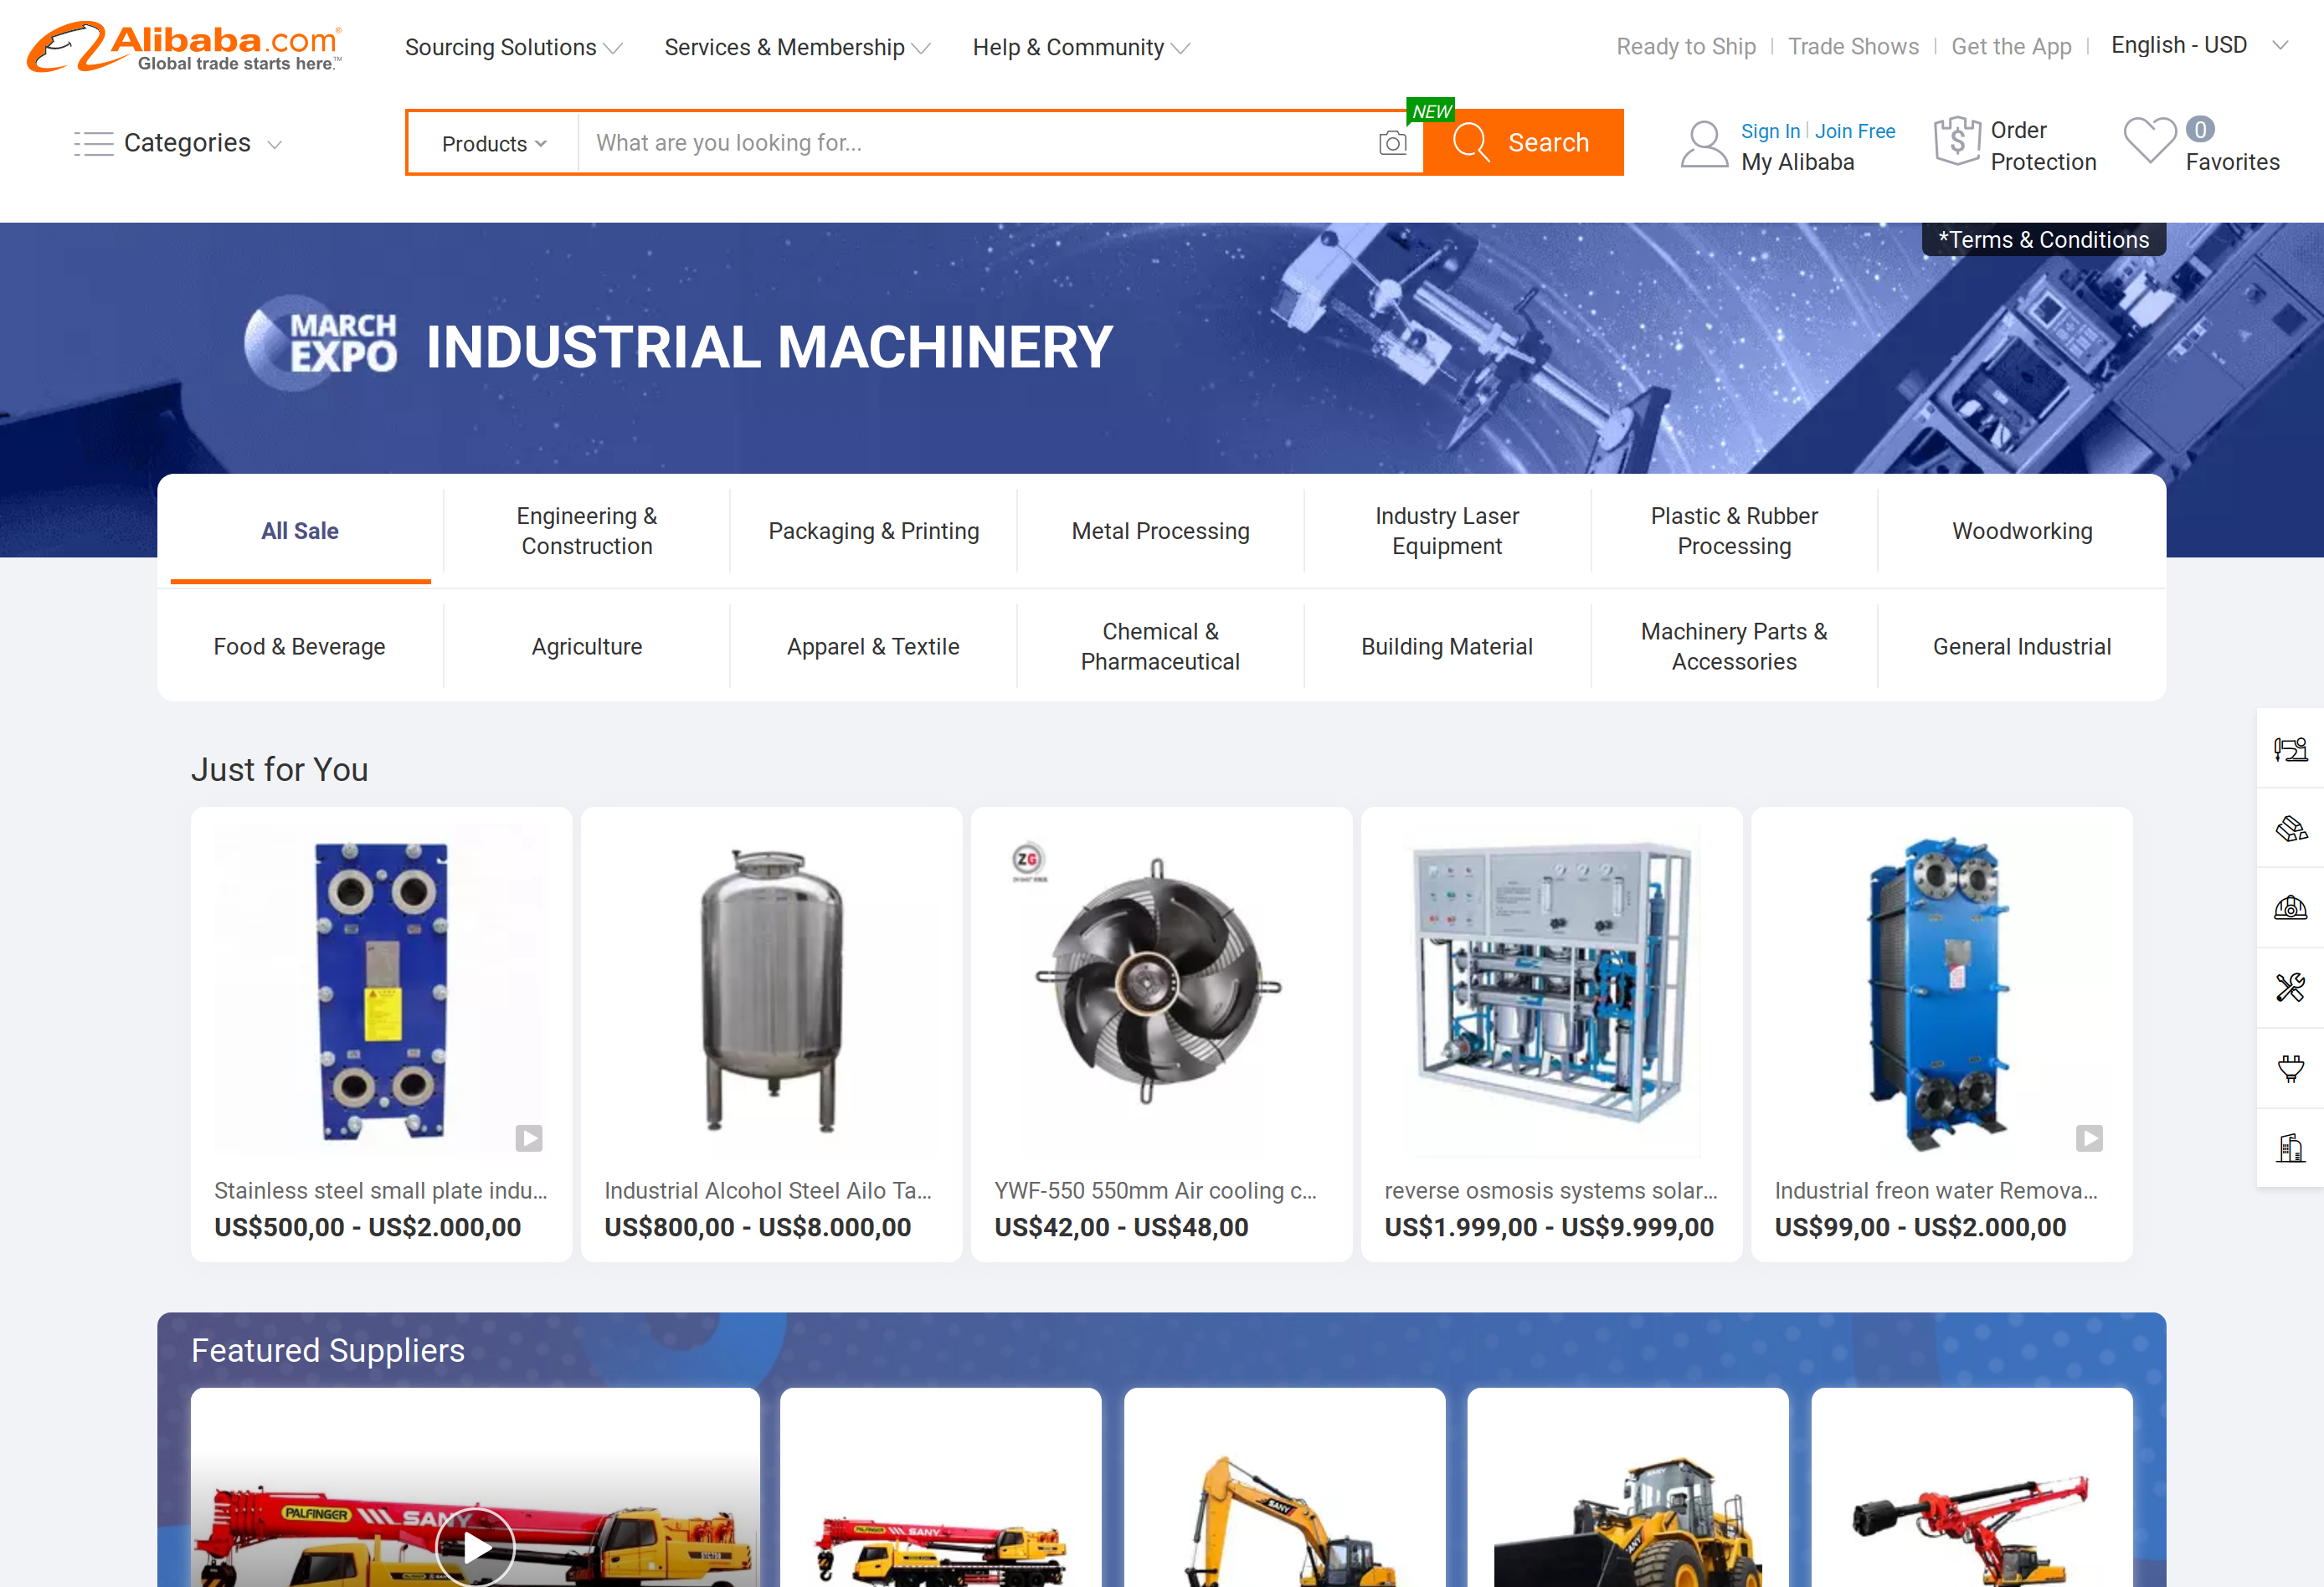 Alibaba.com
Global trade starts here.™
Sourcing Solutions
Services & Membership
Help & Community
Ready to Ship
Trade Shows
Get the App
English - USD
Categories
Products
What are you looking for...
NEW
Search
Sign In
Join Free
My Alibaba
Order
Protection
0
Favorites
*Terms & Conditions
MARCH
EXPO
INDUSTRIAL MACHINERY
All Sale
Engineering &
Construction
Packaging & Printing
Metal Processing
Industry Laser
Equipment
Plastic & Rubber
Processing
Woodworking
Food & Beverage
Agriculture
Apparel & Textile
Chemical &
Pharmaceutical
Building Material
Machinery Parts &
Accessories
General Industrial
Just for You
ZG
Stainless steel small plate indu...
US$500,00 - US$2.000,00
Industrial Alcohol Steel Ailo Ta...
US$800,00 - US$8.000,00
YWF-550 550mm Air cooling c...
US$42,00 - US$48,00
reverse osmosis systems solar...
US$1.999,00 - US$9.999,00
Industrial freon water Remova...
US$99,00 - US$2.000,00
Featured Suppliers
PALFINGER
SANY
SANY
SANY
SANY